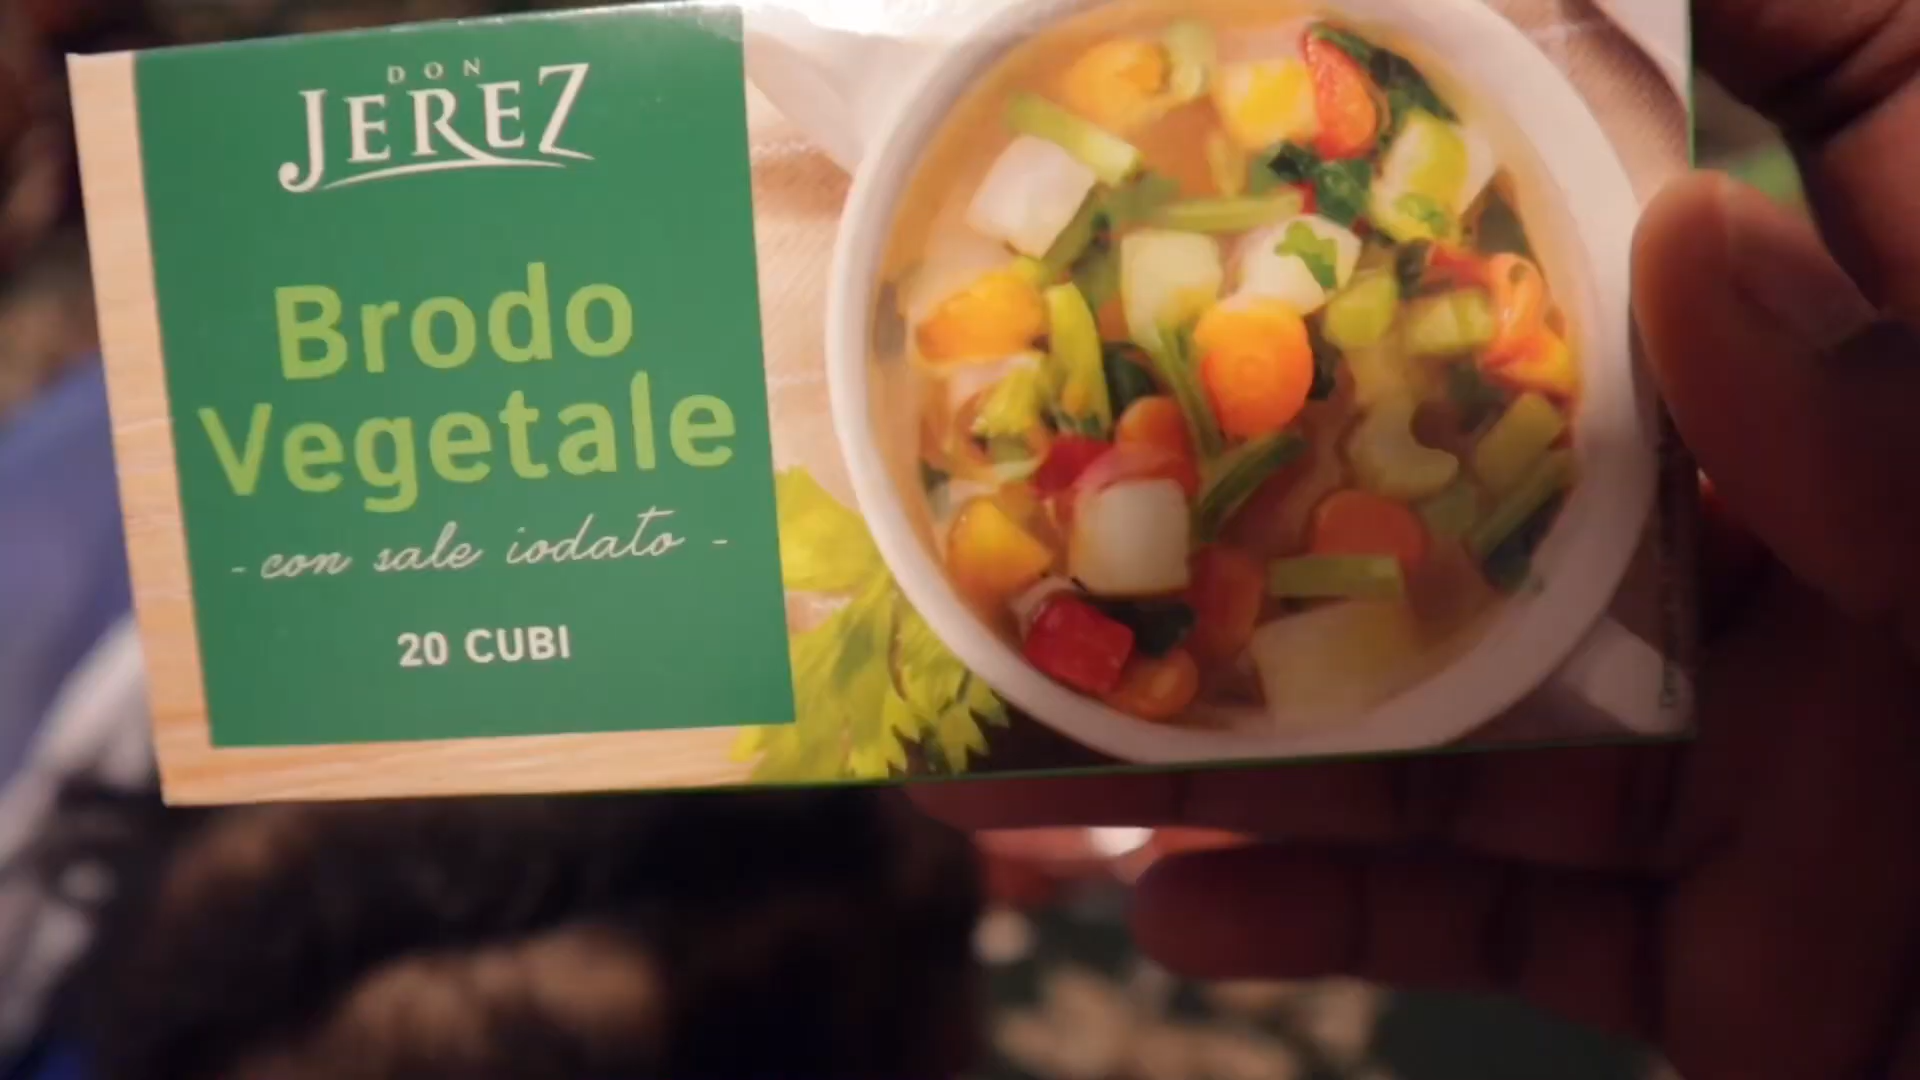 DON
JEREZ
Brodo
Vegetale
- con sale iodato -
20 CUBI